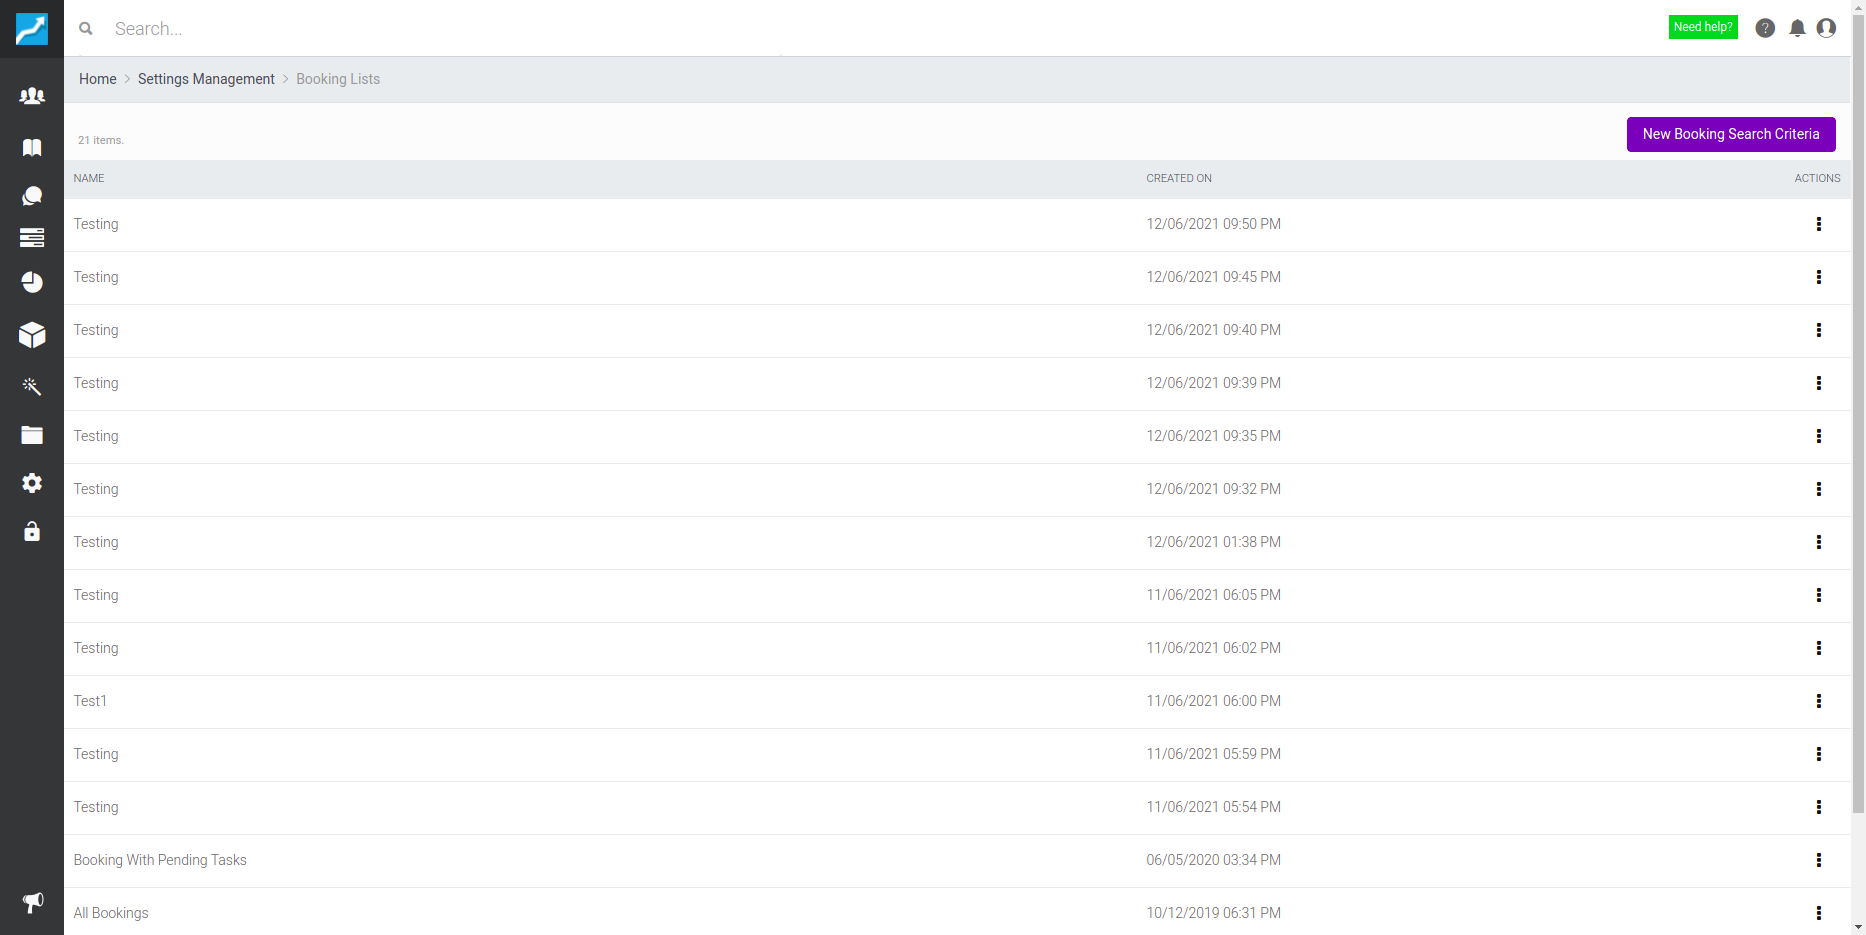 Search...
Need help?
Home > Settings Management > Booking Lists
21 items.
New Booking Search Criteria
NAME CREATED ON ACTIONS
Testing 12/06/2021 09:50 PM
Testing 12/06/2021 09:45 PM
Testing 12/06/2021 09:40 PM
Testing 12/06/2021 09:39 PM
Testing 12/06/2021 09:35 PM
Testing 12/06/2021 09:32 PM
Testing 12/06/2021 01:38 PM
Testing 11/06/2021 06:05 PM
Testing 11/06/2021 06:02 PM
Test1 11/06/2021 06:00 PM
Testing 11/06/2021 05:59 PM
Testing 11/06/2021 05:54 PM
Booking With Pending Tasks 06/05/2020 03:34 PM
All Bookings 10/12/2019 06:31 PM